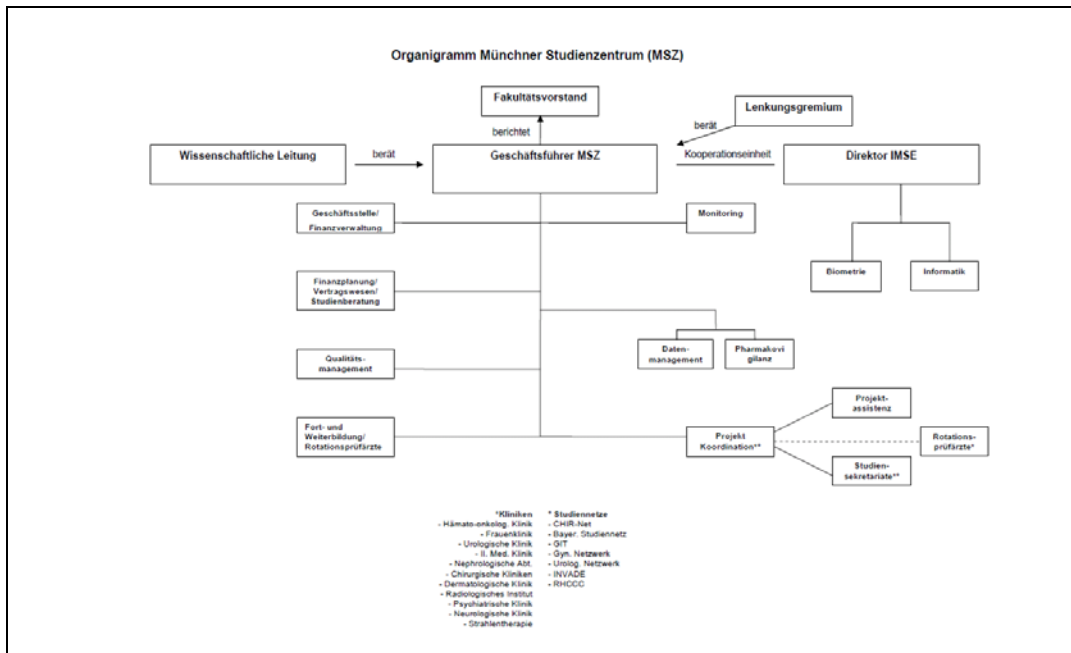 Organigramm Münchner Studienzentrum (MSZ)
Fakultätsvorstand
Lenkungsgremium
berichtet
berät
Wissenschaftliche Leitung
berät
Geschäftsführer MSZ
Kooperationseinheit
Direktor IMSE
Geschäftsstelle/
Finanzverwaltung
Monitoring
Biometrie
Informatik
Finanzplanung/
Vertragswesen/
Studienberatung
Daten-
management
Pharmakovi
gilanz
Qualitäts-
management
Projekt-
assistenz
Fort- und
Weiterbildung/
Rotationsprüfärzte
Projekt
Koordination**
Rotations-
prüfärzte*
Studien-
sekretariate**
*Kliniken
- Hämato-onkolog. Klinik
- Frauenklinik
- Urologische Klinik
- II. Med. Klinik
- Nephrologische Abt.
- Chirurgische Kliniken
- Dermatologische Klinik
- Radiologisches Institut
- Psychiatrische Klinik
- Neurologische Klinik
- Strahlentherapie
* Studiennetze
- CHIR-Net
- Bayer. Studiennetz
- GIT
- Gyn. Netzwerk
- Urolog. Netzwerk
- INVADE
- RHCCC